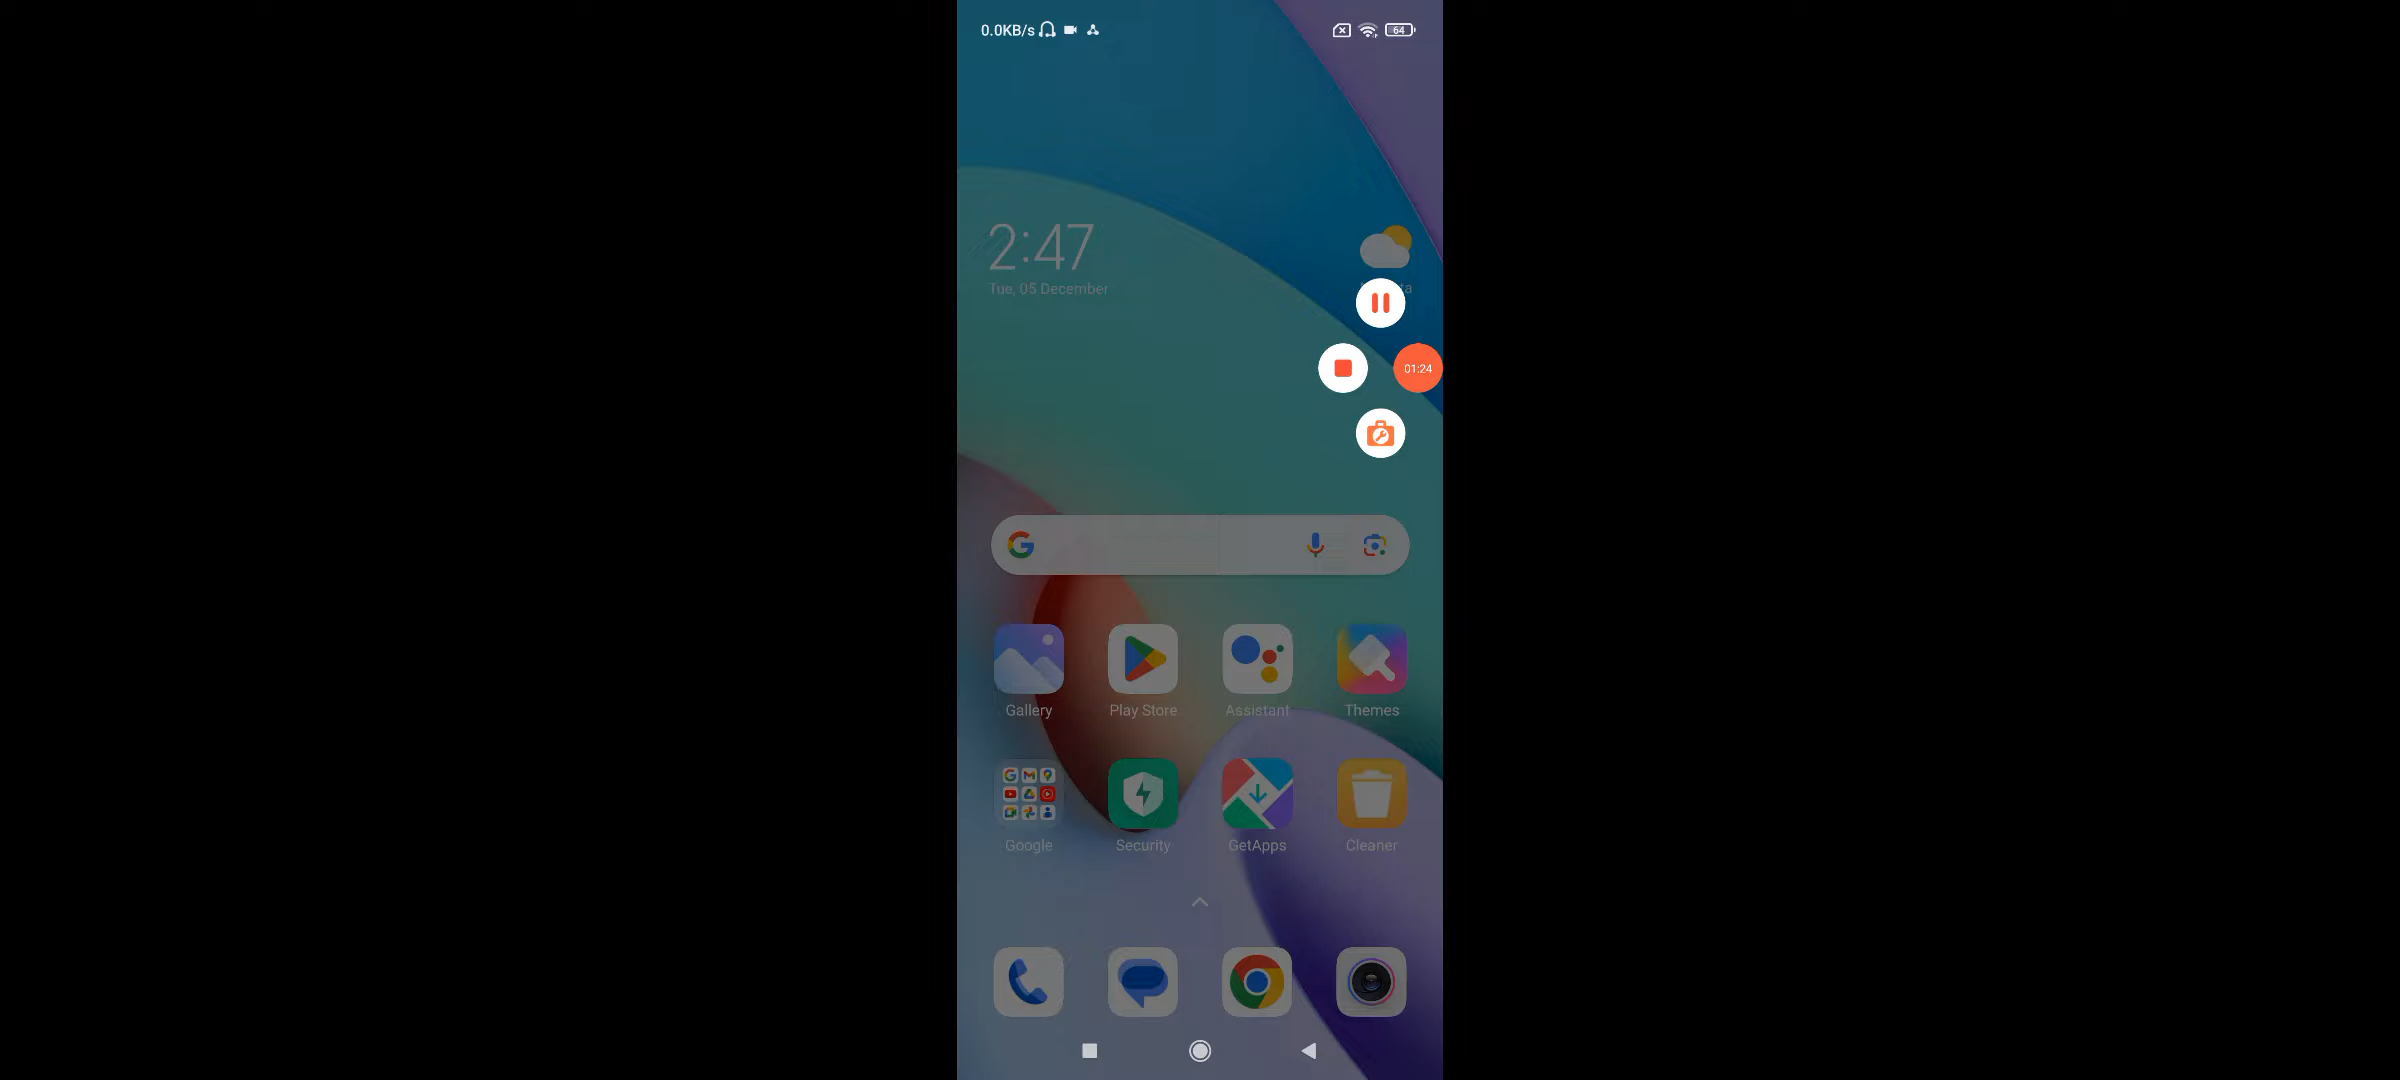 0.0KB/s
64
2:47
Tue, 05 December
ta
01:24
Gallery
Play Store
Assistant
Themes
Google
Security
GetApps
Cleaner